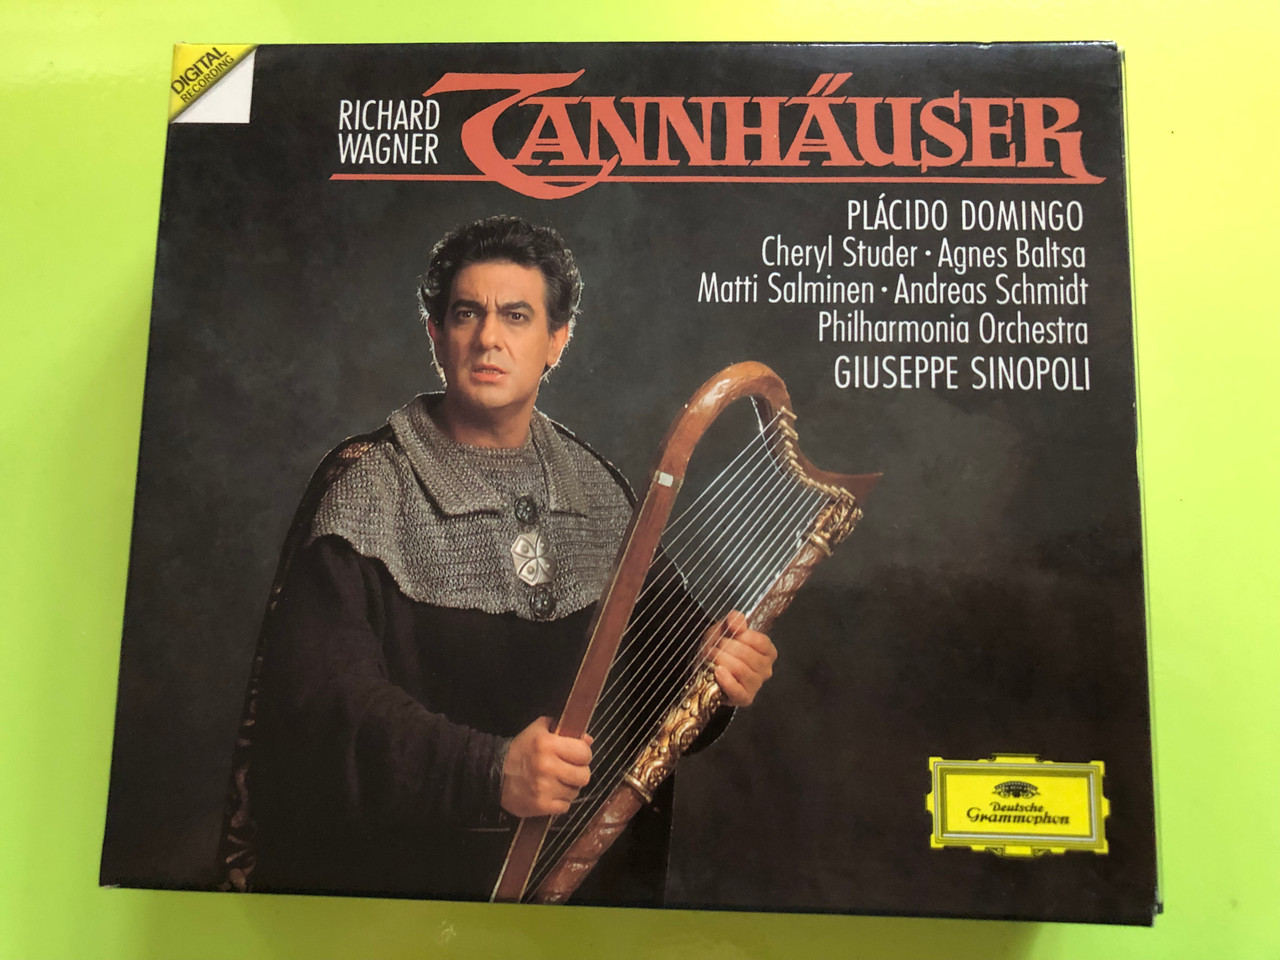 DIGITAL
RECORDING
RICHARD
WAGNER
TANNHÄUSER
PLÁCIDO DOMINGO
Cheryl Studer · Agnes Baltsa
Matti Salminen · Andreas Schmidt
Philharmonia Orchestra
GIUSEPPE SINOPOLI
Deutsche
Grammophon